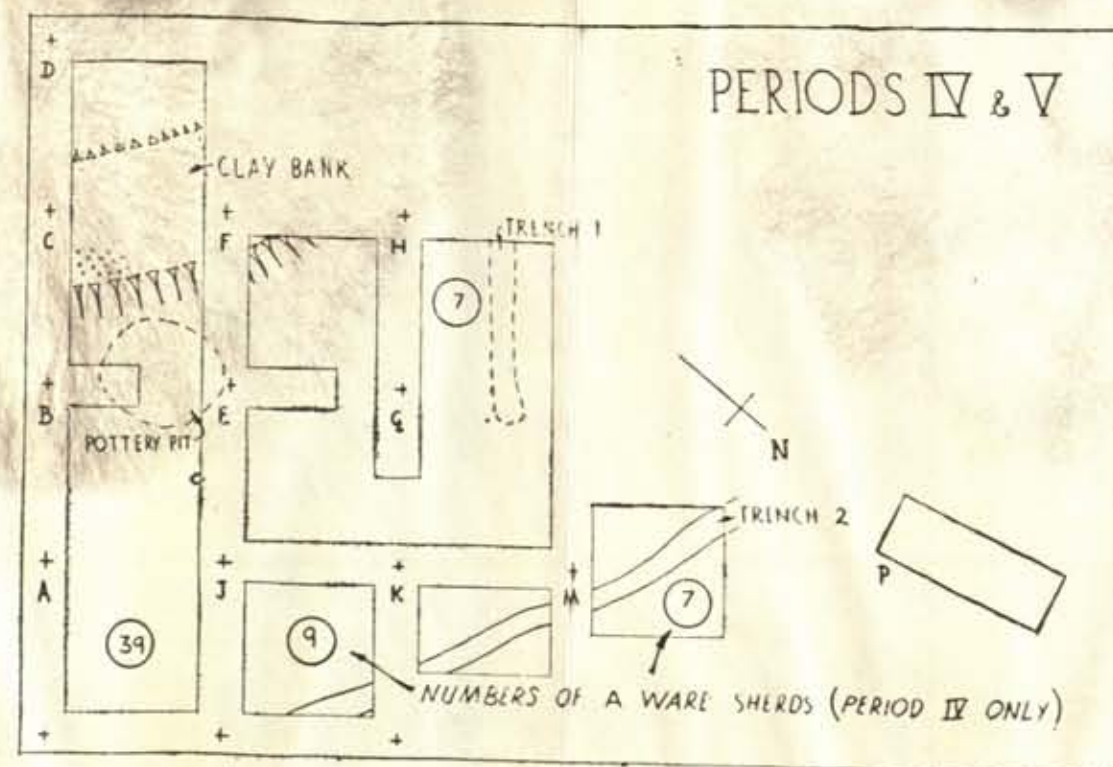 PERIODS IV & V
D
CLAY BANK
C
F
H
TRENCH 1
7
B
E
G
POTTERY PIT
N
TRENCH 2
P
A
J
K
M
39
9
7
NUMBERS OF A WARE SHERDS (PERIOD IV ONLY)